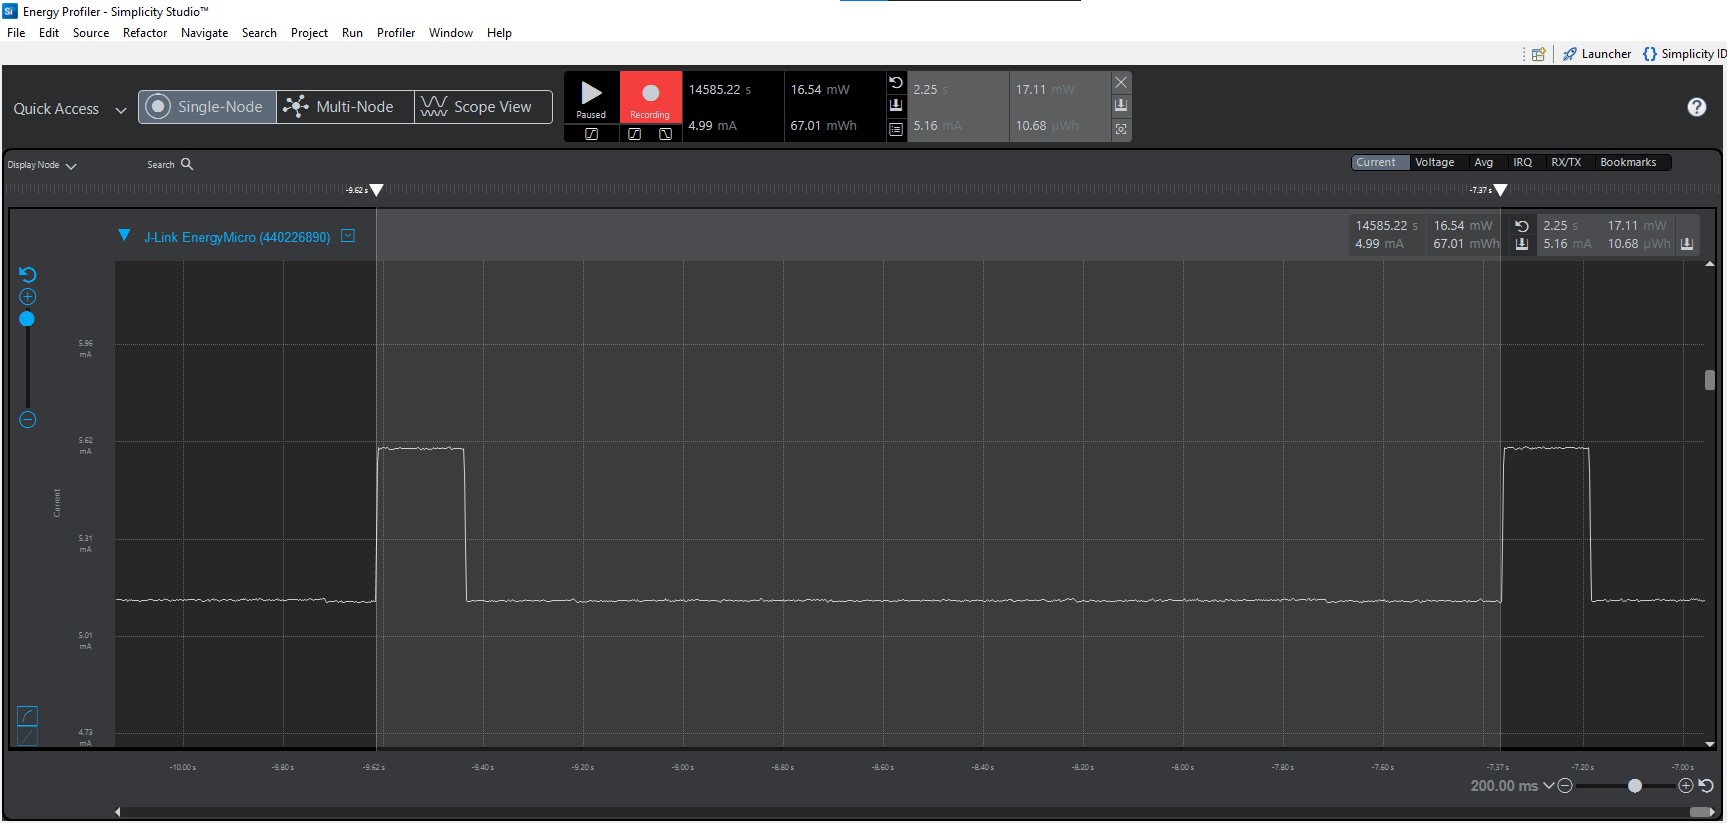 Energy Profiler - Simplicity Studio™
File Edit Source Refactor Navigate Search Project Run Profiler Window Help
Launcher Simplicity ID
Quick Access Single-Node Multi-Node Scope View
Paused Recording
14585.22 s 16.54 mW 2.25 s 17.11 mW
4.99 mA 67.01 mWh 5.16 mA 10.68 µWh
Display Node Search Current Voltage Avg IRQ RX/TX Bookmarks
-9.62 s -7.37 s
J-Link EnergyMicro (440226890)
14585.22 s 16.54 mW 2.25 s 17.11 mW
4.99 mA 67.01 mWh 5.16 mA 10.68 µWh
5.96
mA
5.62
mA
Current
5.31
mA
5.01
mA
4.73
mA
-10.00 s -9.80 s -9.62 s -9.40 s -9.20 s -9.00 s -8.80 s -8.60 s -8.40 s -8.20 s -8.00 s -7.80 s -7.60 s -7.37 s -7.20 s -7.00 s
200.00 ms